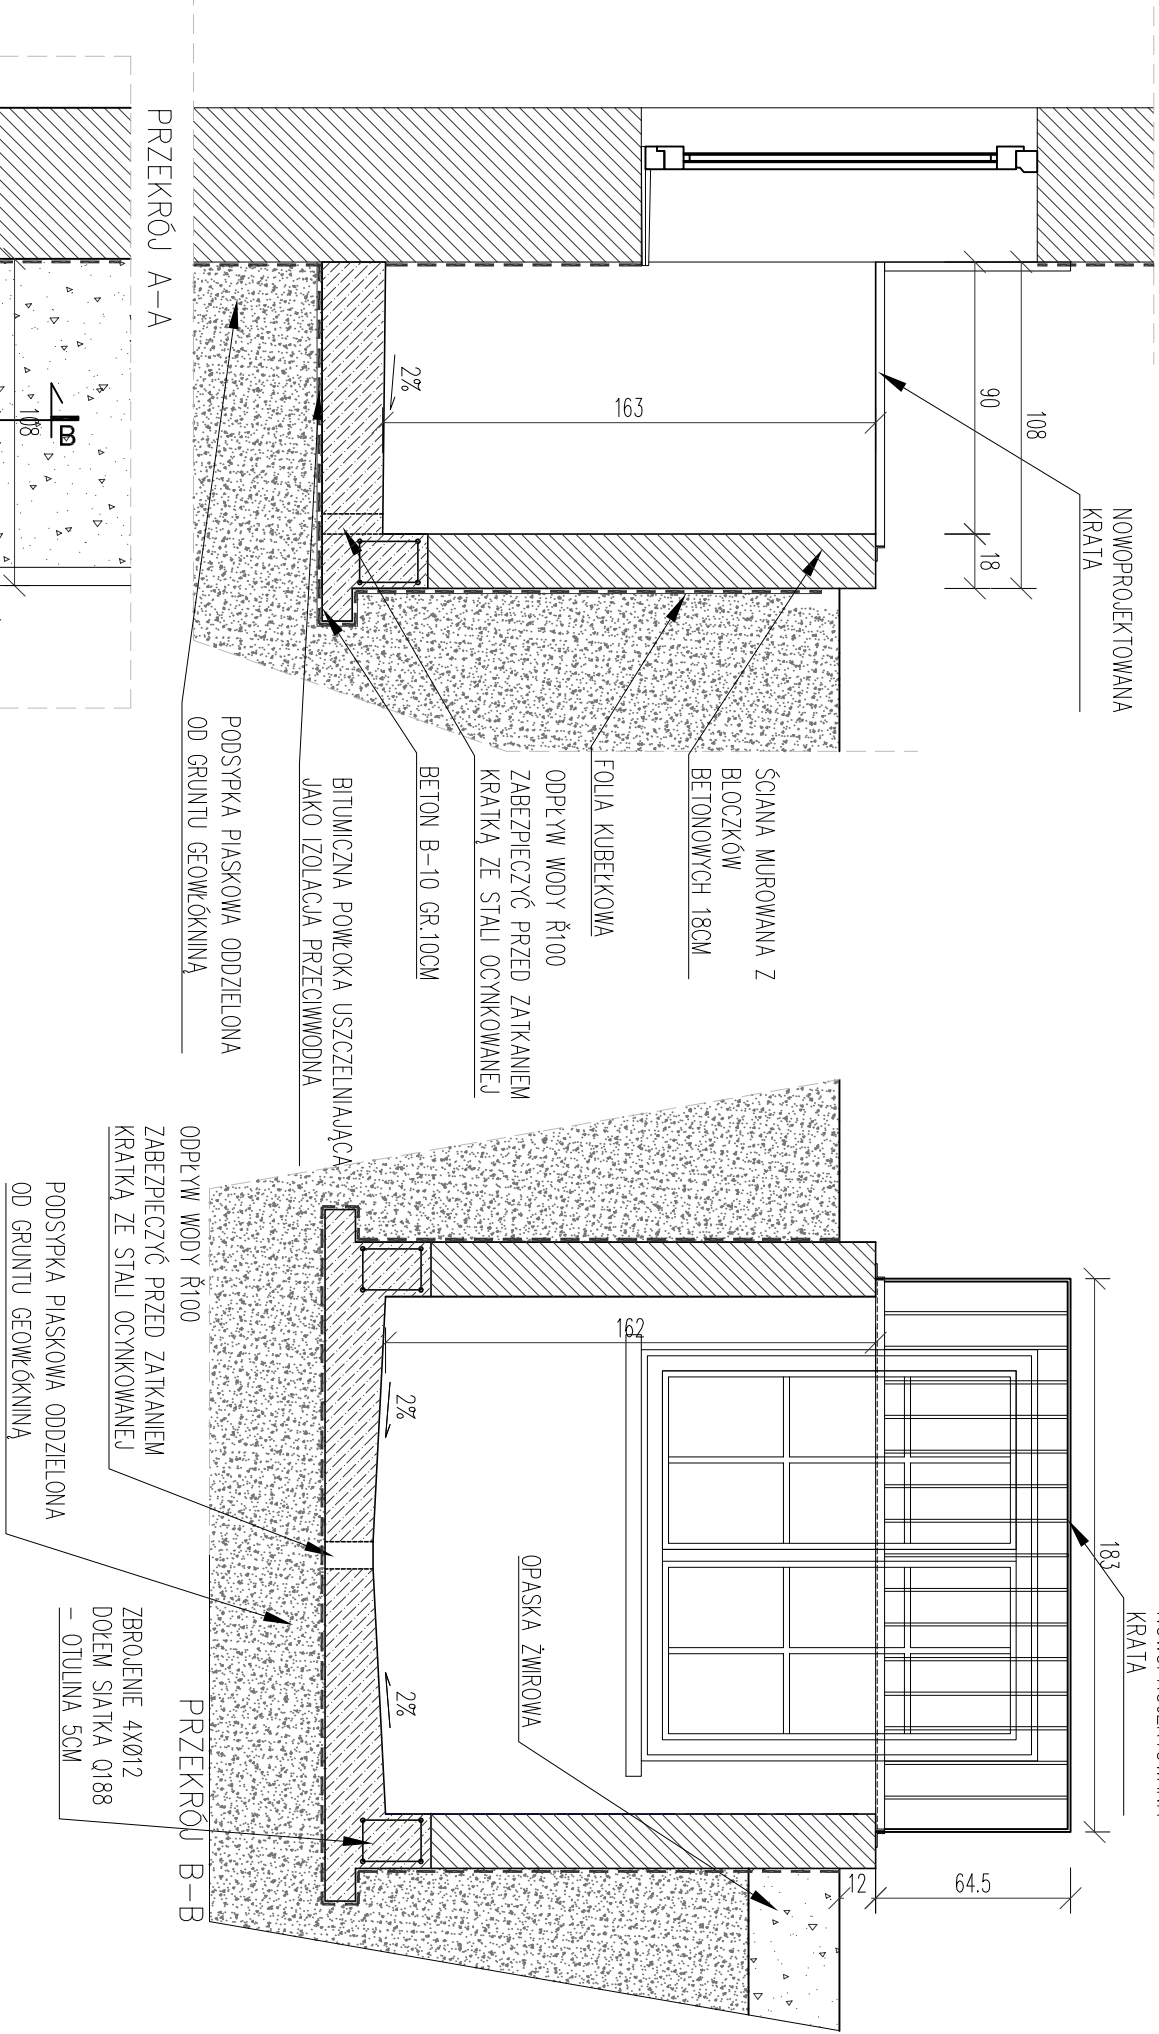 PRZEKRÓJ A-A
B
108
2%
163
90
108
18
NOWOPROJEKTOWANA
KRATA
ŚCIANA MUROWANA Z
BLOCZKÓW
BETONOWYCH 18CM
FOLIA KUBEŁKOWA
ODPŁYW WODY Ř100
ZABEZPIECZYĆ PRZED ZATKANIEM
KRATKĄ ZE STALI OCYNKOWANEJ
BETON B-10 GR.10CM
BITUMICZNA POWŁOKA USZCZELNIAJĄCA
JAKO IZOLACJA PRZECIWWODNA
PODSYPKA PIASKOWA ODDZIELONA
OD GRUNTU GEOWŁÓKNINĄ
KRATA
183
64.5
12
162
2%
2%
OPASKA ŻWIROWA
ODPŁYW WODY Ř100
ZABEZPIECZYĆ PRZED ZATKANIEM
KRATKĄ ZE STALI OCYNKOWANEJ
PODSYPKA PIASKOWA ODDZIELONA
OD GRUNTU GEOWŁÓKNINĄ
ZBROJENIE 4XØ12
DOŁEM SIATKA Q188
- OTULINA 5CM
PRZEKRÓJ B-B